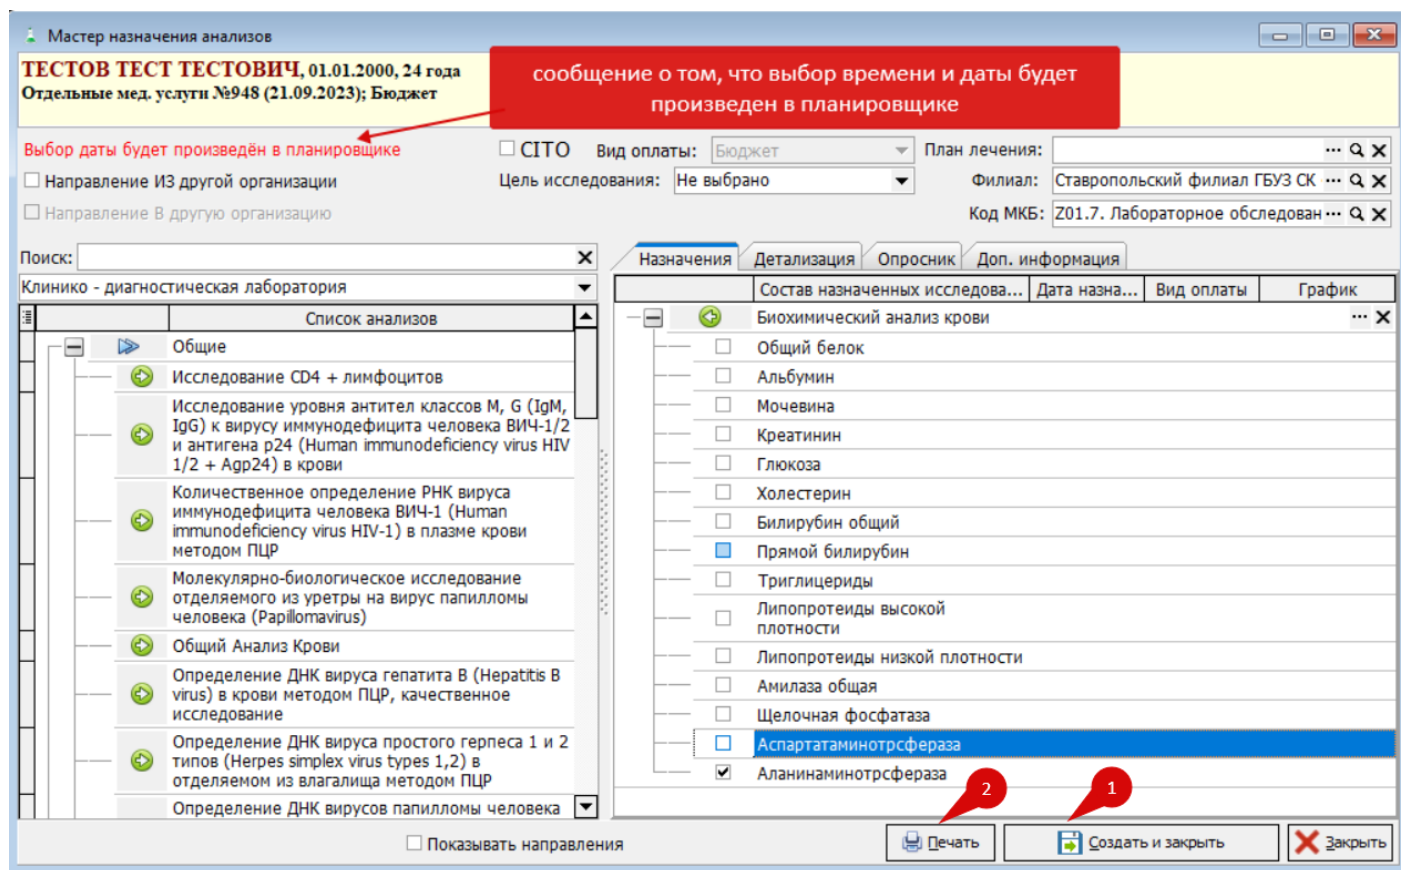 Мастер назначения анализов
ТЕСТОВ ТЕСТ ТЕСТОВИЧ, 01.01.2000, 24 года
Отдельные мед. услуги №948 (21.09.2023); Бюджет
сообщение о том, что выбор времени и даты будет
произведен в планировщике
Выбор даты будет произведён в планировщике
CITO
Вид оплаты: Бюджет
План лечения:
Направление ИЗ другой организации
Цель исследования: Не выбрано
Филиал: Ставропольский филиал ГБУЗ СК
Направление В другую организацию
Код МКБ: Z01.7. Лабораторное обследован
Поиск:
Клинико - диагностическая лаборатория
Список анализов
Общие
Исследование CD4 + лимфоцитов
Исследование уровня антител классов M, G (IgM,
IgG) к вирусу иммунодефицита человека ВИЧ-1/2
и антигена p24 (Human immunodeficiency virus HIV
1/2 + Agp24) в крови
Количественное определение РНК вируса
иммунодефицита человека ВИЧ-1 (Human
immunodeficiency virus HIV-1) в плазме крови
методом ПЦР
Молекулярно-биологическое исследование
отделяемого из уретры на вирус папилломы
человека (Papillomavirus)
Общий Анализ Крови
Определение ДНК вируса гепатита B (Hepatitis B
virus) в крови методом ПЦР, качественное
исследование
Определение ДНК вируса простого герпеса 1 и 2
типов (Herpes simplex virus types 1,2) в
отделяемом из влагалища методом ПЦР
Определение ДНК вирусов папилломы человека
Назначения Детализация Опросник Доп. информация
Состав назначенных исследова... Дата назна... Вид оплаты График
Биохимический анализ крови
Общий белок
Альбумин
Мочевина
Креатинин
Глюкоза
Холестерин
Билирубин общий
Прямой билирубин
Триглицериды
Липопротеиды высокой
плотности
Липопротеиды низкой плотности
Амилаза общая
Щелочная фосфатаза
Аспартатаминотрсфераза
Аланинаминотрсфераза
2
1
Показывать направления
Печать
Создать и закрыть
Закрыть